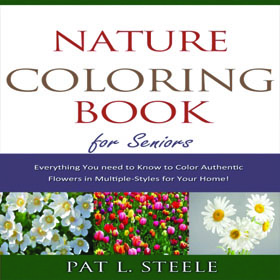 NATURE
COLORING
BOOK
for Seniors
Everything You need to Know to Color Authentic
Flowers in Multiple-Styles for Your Home!
PAT L. STEELE